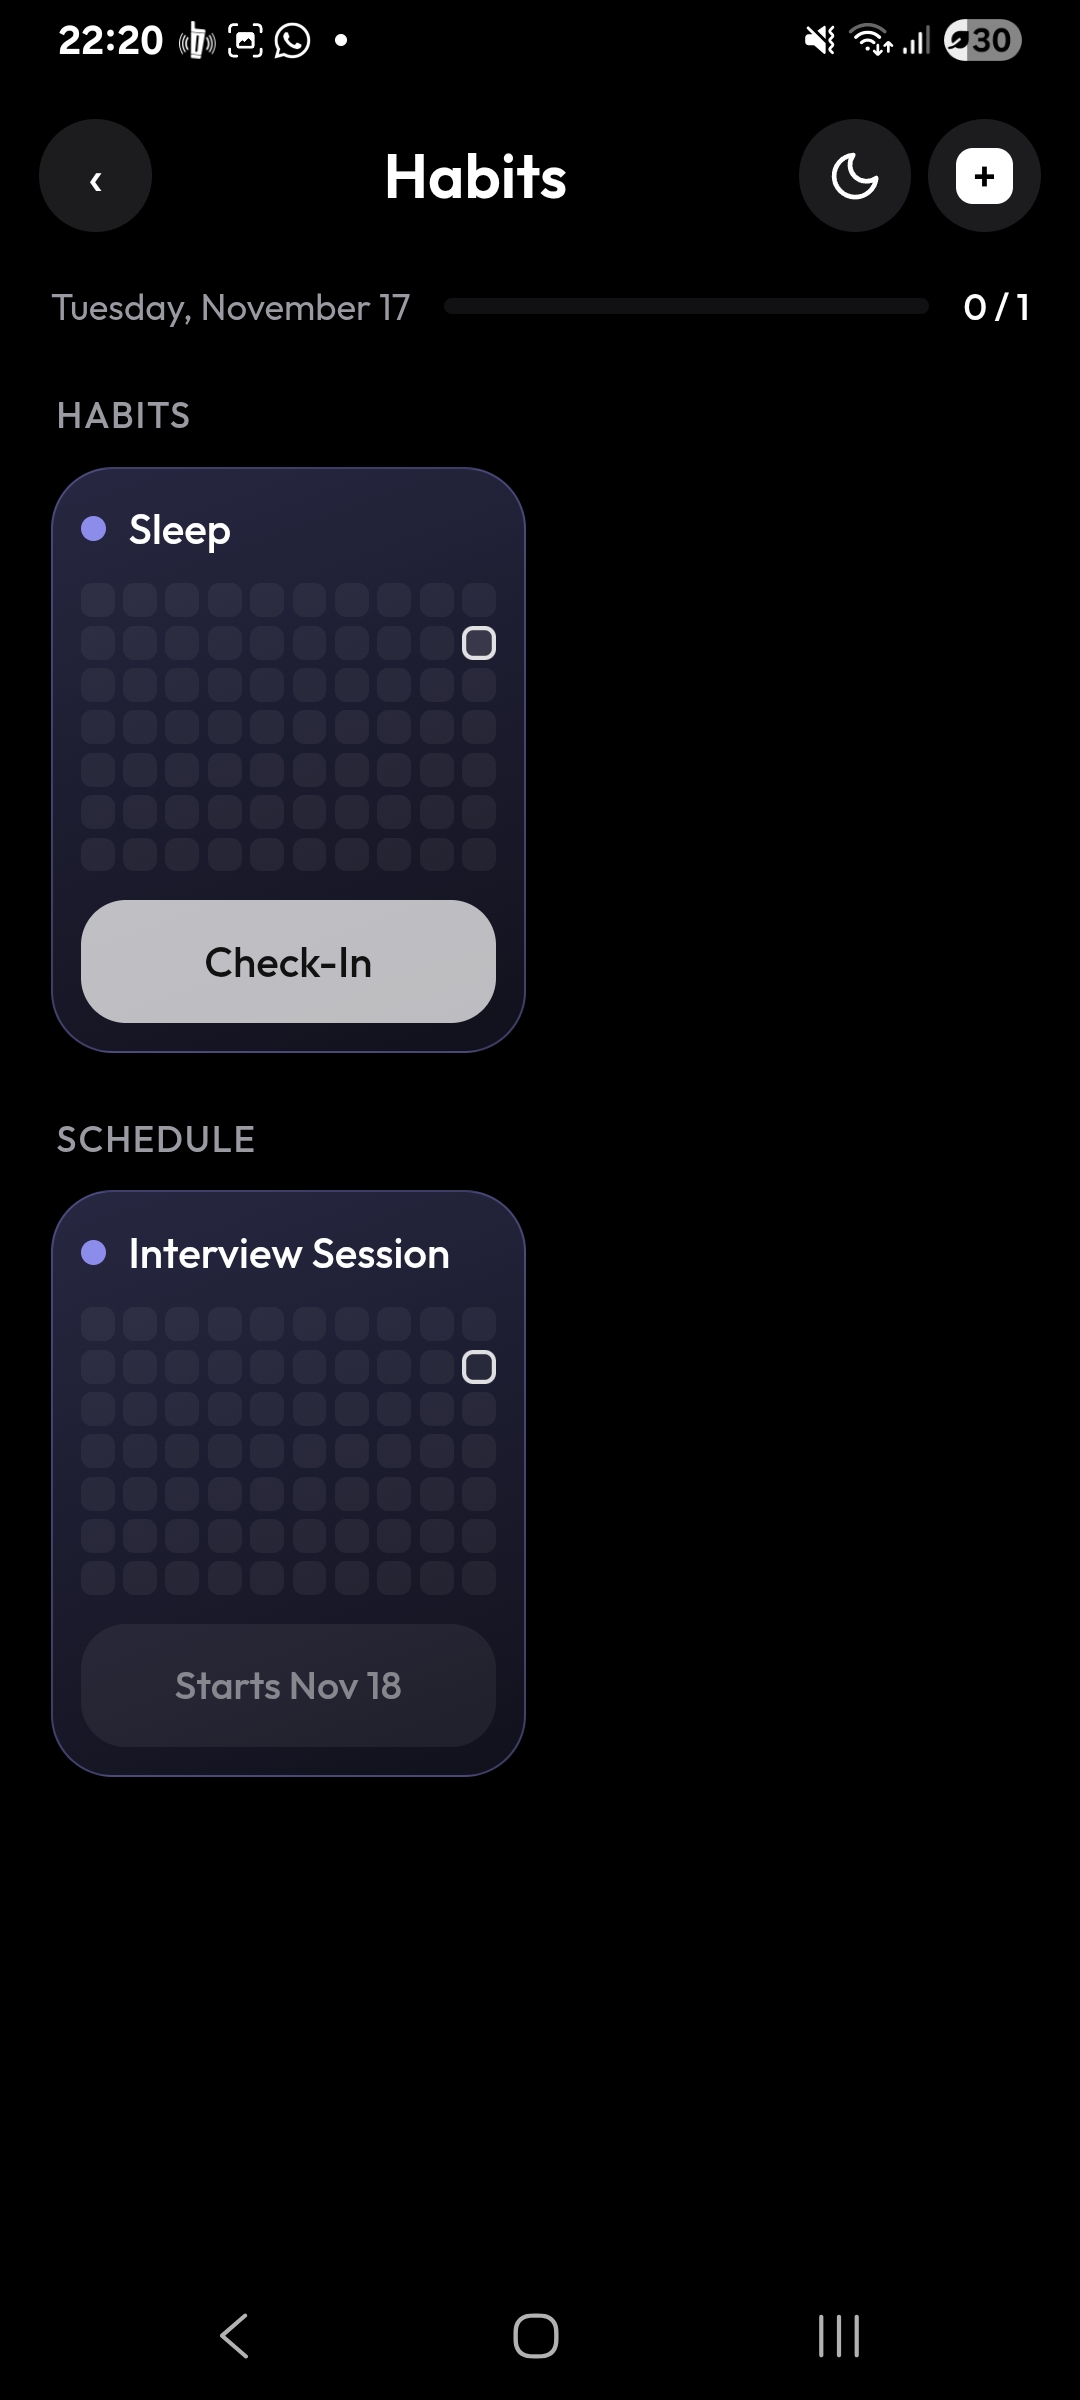 22:20
30
‹
Habits
+
Tuesday, November 17
0 / 1
HABITS
Sleep
Check-In
SCHEDULE
Interview Session
Starts Nov 18